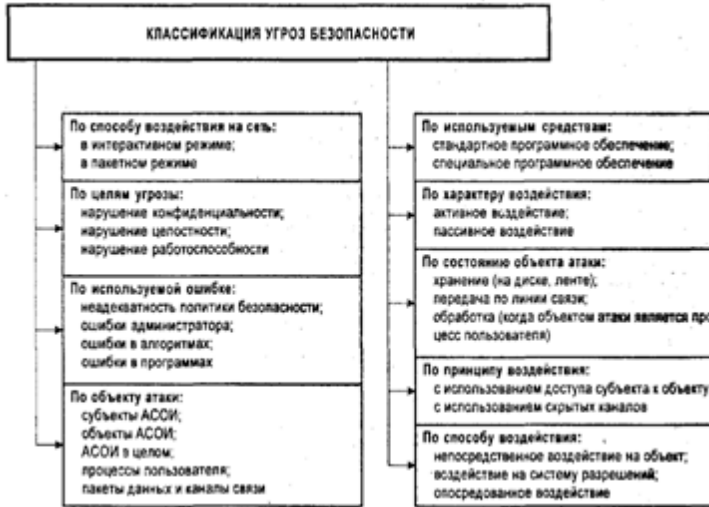 КЛАССИФИКАЦИЯ УГРОЗ БЕЗОПАСНОСТИ
По способу воздействия на сеть:
в интерактивном режиме;
в пакетном режиме
По целям угрозы:
нарушение конфиденциальности;
нарушение целостности;
нарушение работоспособности
По используемой ошибке:
неадекватность политики безопасности;
ошибки администратора;
ошибки в алгоритмах;
ошибки в программах
По объекту атаки:
субъекты АСОИ;
объекты АСОИ;
АСОИ в целом;
процессы пользователя;
пакеты данных и каналы связи
По используемым средствам:
стандартное программное обеспечение;
специальное программное обеспечение
По характеру воздействия:
активное воздействие;
пассивное воздействие
По состоянию объекта атаки:
хранение (на диске, ленте);
передача по линии связи;
обработка (когда объектом атаки является про
цесс пользователя)
По принципу воздействия:
с использованием доступа субъекта к объекту
с использованием скрытых каналов
По способу воздействия:
непосредственное воздействие на объект;
воздействие на систему разрешений;
опосредованное воздействие